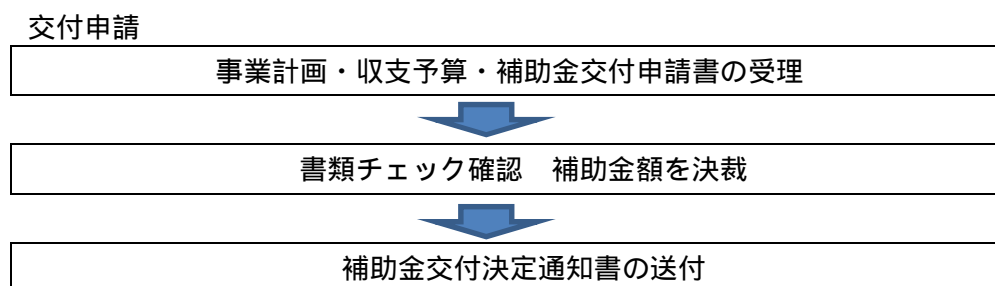 交付申請
事業計画・収支予算・補助金交付申請書の受理
書類チェック確認　補助金額を決裁
補助金交付決定通知書の送付